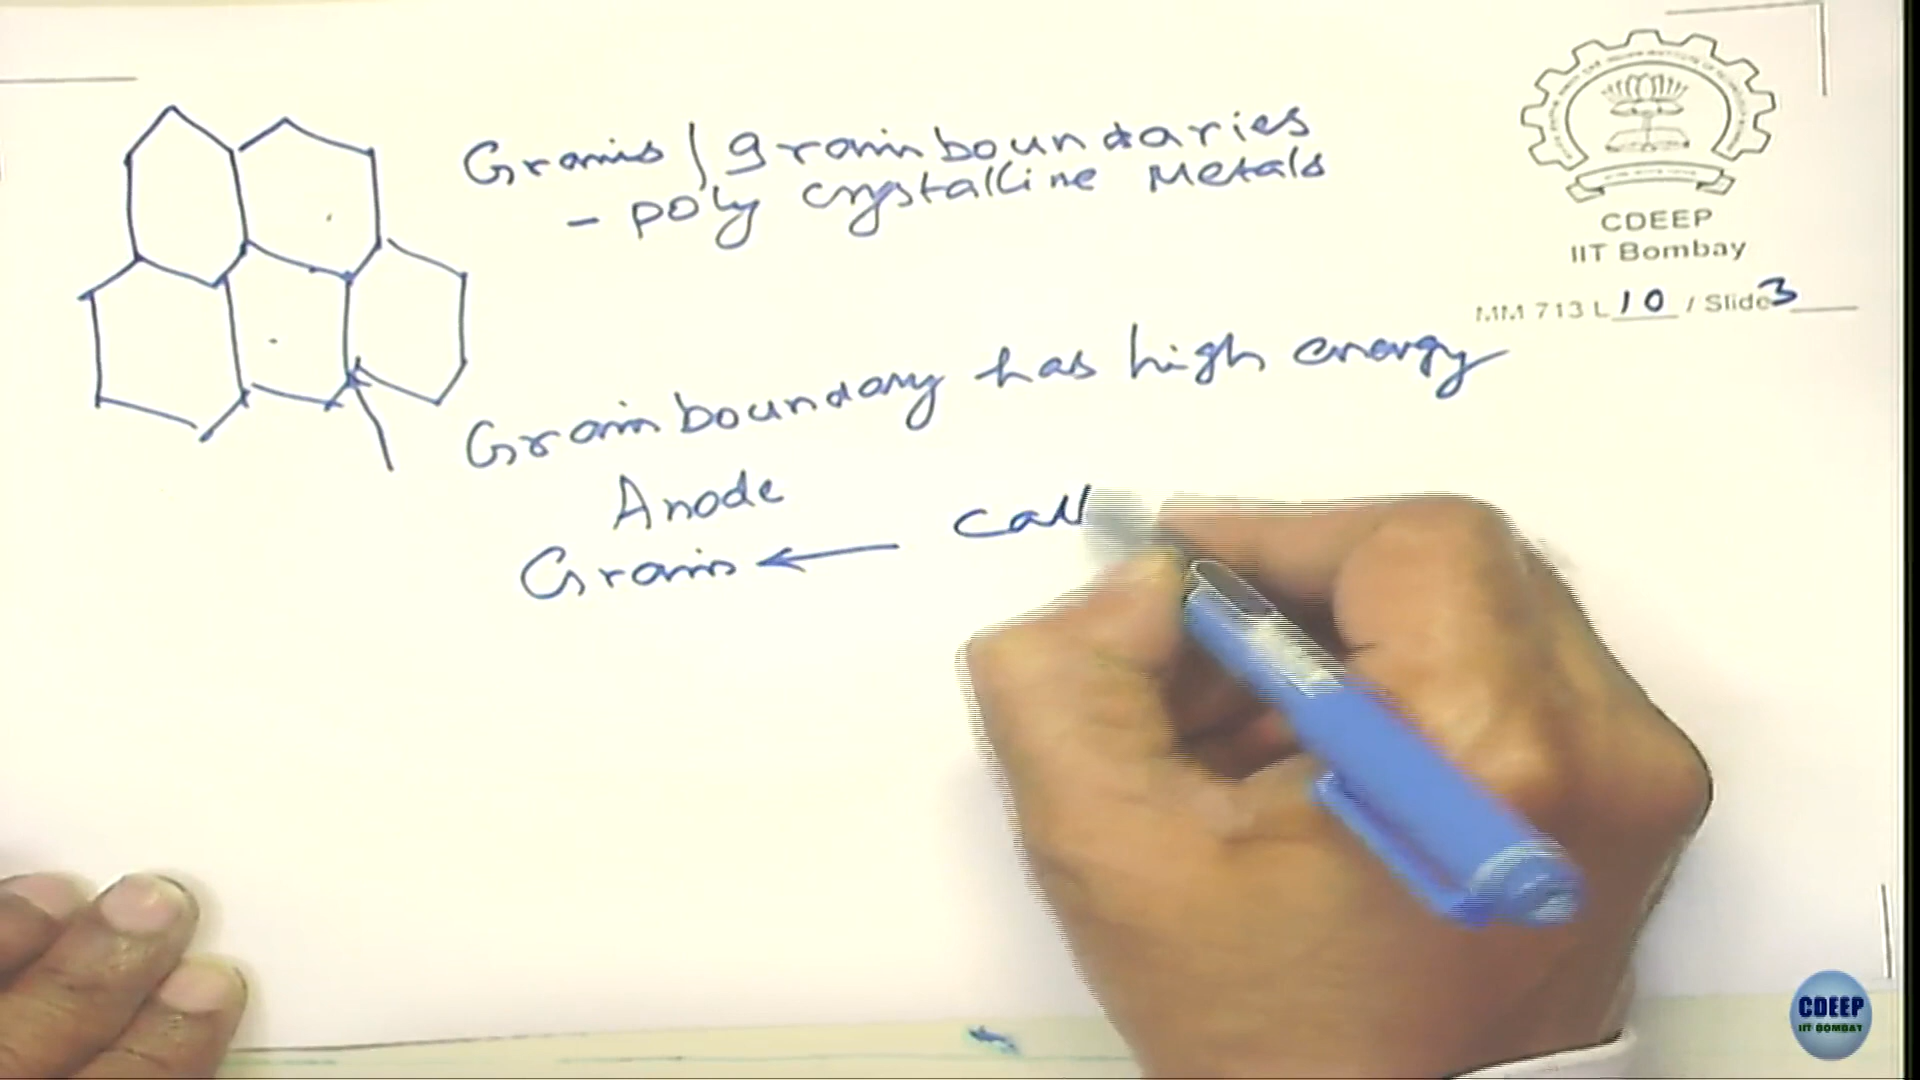 Grains / grain boundaries
- poly crystalline Metals
CDEEP
IIT Bombay
MM 713 L 10 / Slide 3
Grain boundary has high energy
Anode
Grain ← Cat
CDEEP
IIT BOMBAY